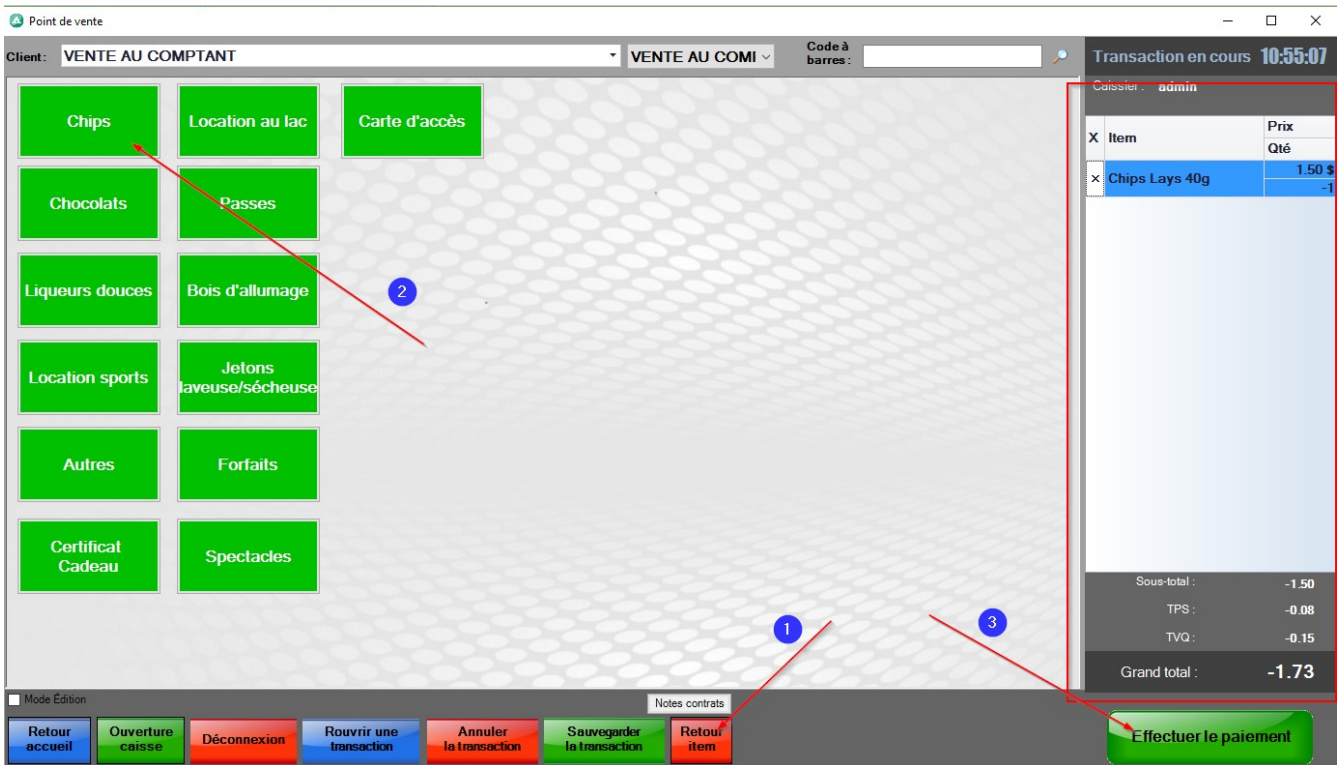 Point de vente
Client : VENTE AU COMPTANT VENTE AU COMI Code à barres :
Transaction en cours 10:55:07
Caissier : admin
Chips Location au lac Carte d'accès
X Item Prix
Qté
× Chips Lays 40g 1.50 $
-1
Chocolats Passes
Liqueurs douces Bois d'allumage
2
Location sports Jetons
laveuse/sécheuse
Autres Forfaits
Certificat
Cadeau
Spectacles
Sous-total : -1.50
TPS : -0.08
TVQ : -0.15
Grand total : -1.73
1
3
Mode Édition
Notes contrats
Retour
accueil
Ouverture
caisse
Déconnexion
Rouvrir une
transaction
Annuler
la transaction
Sauvegarder
la transaction
Retour
item
Effectuer le paiement